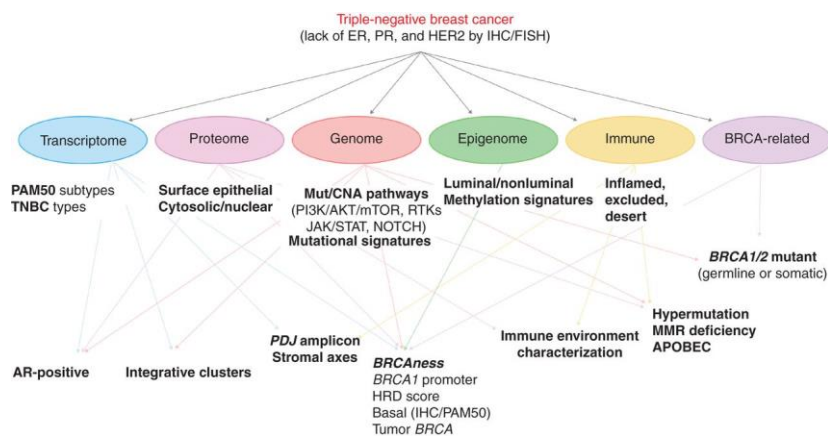 Triple-negative breast cancer
(lack of ER, PR, and HER2 by IHC/FISH)
Transcriptome
Proteome
Genome
Epigenome
Immune
BRCA-related
PAM50 subtypes
TNBC types
Surface epithelial
Cytosolic/nuclear
Mut/CNA pathways
(PI3K/AKT/mTOR, RTKs
JAK/STAT, NOTCH)
Mutational signatures
Luminal/nonluminal
Methylation signatures
Inflamed,
excluded,
desert
BRCA1/2 mutant
(germline or somatic)
Hypermutation
MMR deficiency
APOBEC
PDJ amplicon
Stromal axes
Immune environment
characterization
AR-positive
Integrative clusters
BRCAness
BRCA1 promoter
HRD score
Basal (IHC/PAM50)
Tumor BRCA